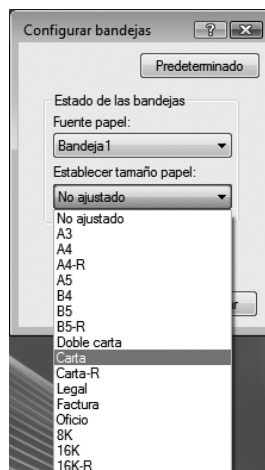 Configurar bandejas
Predeterminado
Estado de las bandejas
Fuente papel:
Bandeja1
Establecer tamaño papel:
No ajustado
No ajustado
A3
A4
A4-R
A5
B4
B5
B5-R
Doble carta
Carta
Carta-R
Legal
Factura
Oficio
8K
16K
16K-R